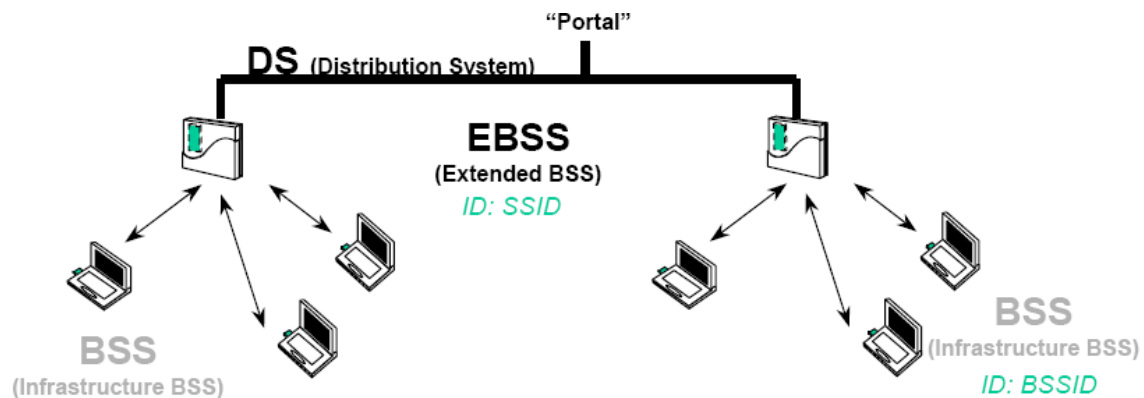 “Portal”
DS (Distribution System)
EBSS
(Extended BSS)
ID: SSID
BSS
(Infrastructure BSS)
BSS
(Infrastructure BSS)
ID: BSSID